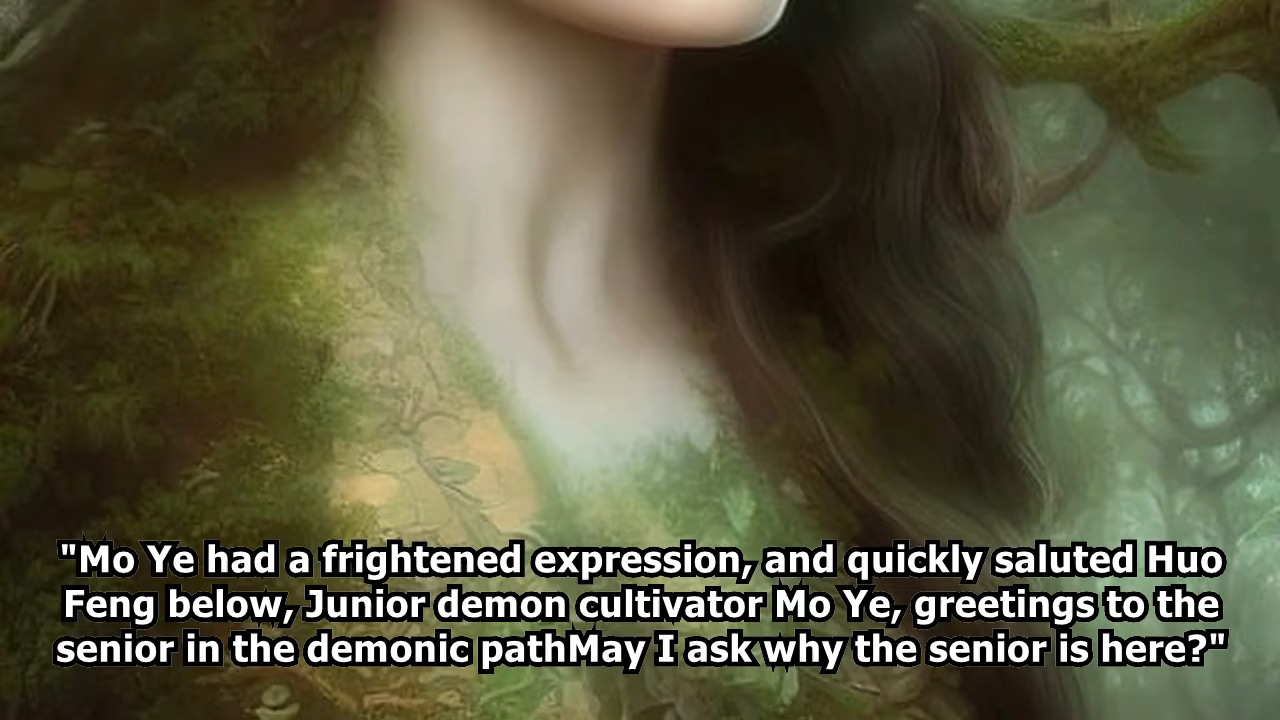 "Mo Ye had a frightened expression, and quickly saluted Huo
Feng below, Junior demon cultivator Mo Ye, greetings to the
senior in the demonic pathMay I ask why the senior is here?"